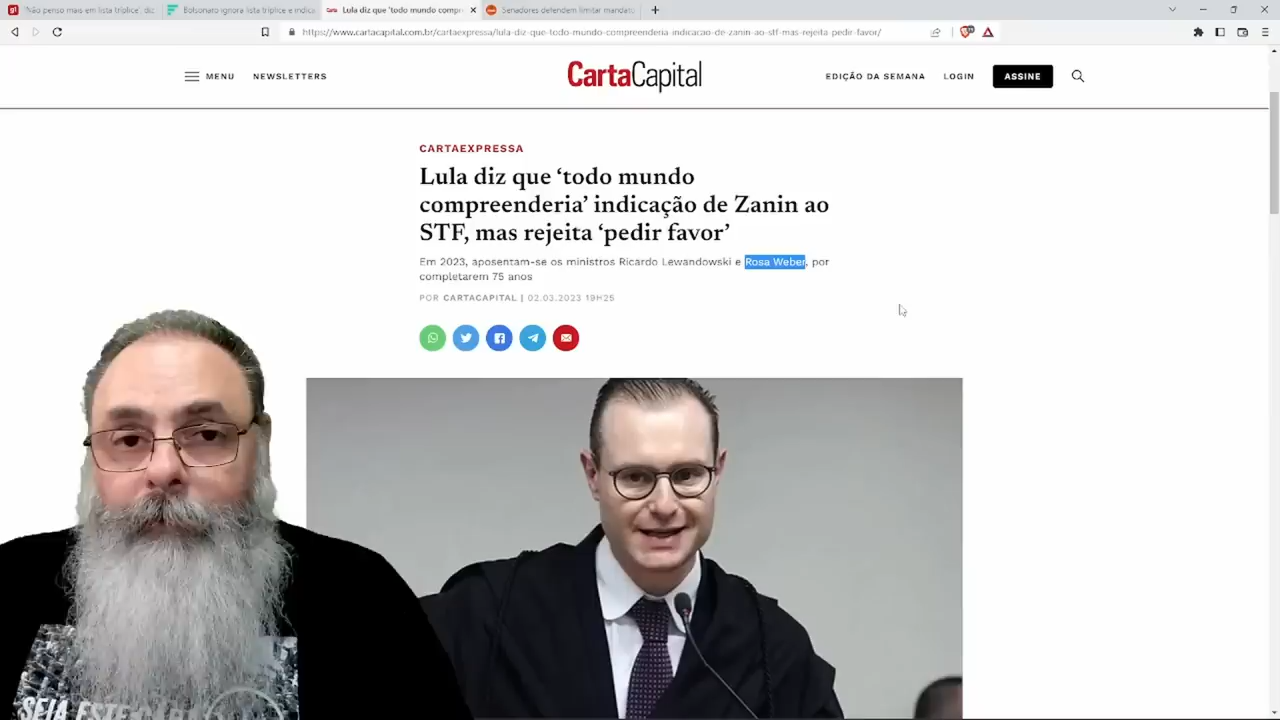 'Não penso mais em lista tríplice', diz
Bolsonaro ignora lista tríplice e indica
Lula diz que 'todo mundo compr
Senadores defendem limitar mandato
https://www.cartacapital.com.br/cartaexpressa/lula-diz-que-todo-mundo-compreenderia-indicacao-de-zanin-ao-stf-mas-rejeita-pedir-favor/
MENU NEWSLETTERS CartaCapital EDIÇÃO DA SEMANA LOGIN ASSINE
CARTAEXPRESSA
Lula diz que ‘todo mundo
compreenderia’ indicação de Zanin ao
STF, mas rejeita ‘pedir favor’
Em 2023, aposentam-se os ministros Ricardo Lewandowski e Rosa Weber, por
completarem 75 anos
POR CARTACAPITAL | 02.03.2023 19H25
SEJA